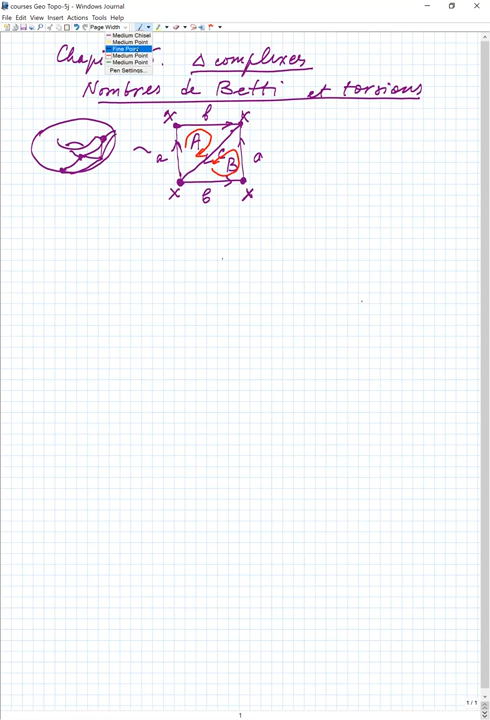 courses Geo Topo-5j - Windows Journal
File Edit View Insert Actions Tools Help
Page Width
Medium Chisel
Medium Point
Fine Point
Medium Point
Medium Point
Pen Settings...
Δ complexes
Nombres de Betti et torsions
x b x
A
~ a c B a
x b x
1 / 1
1